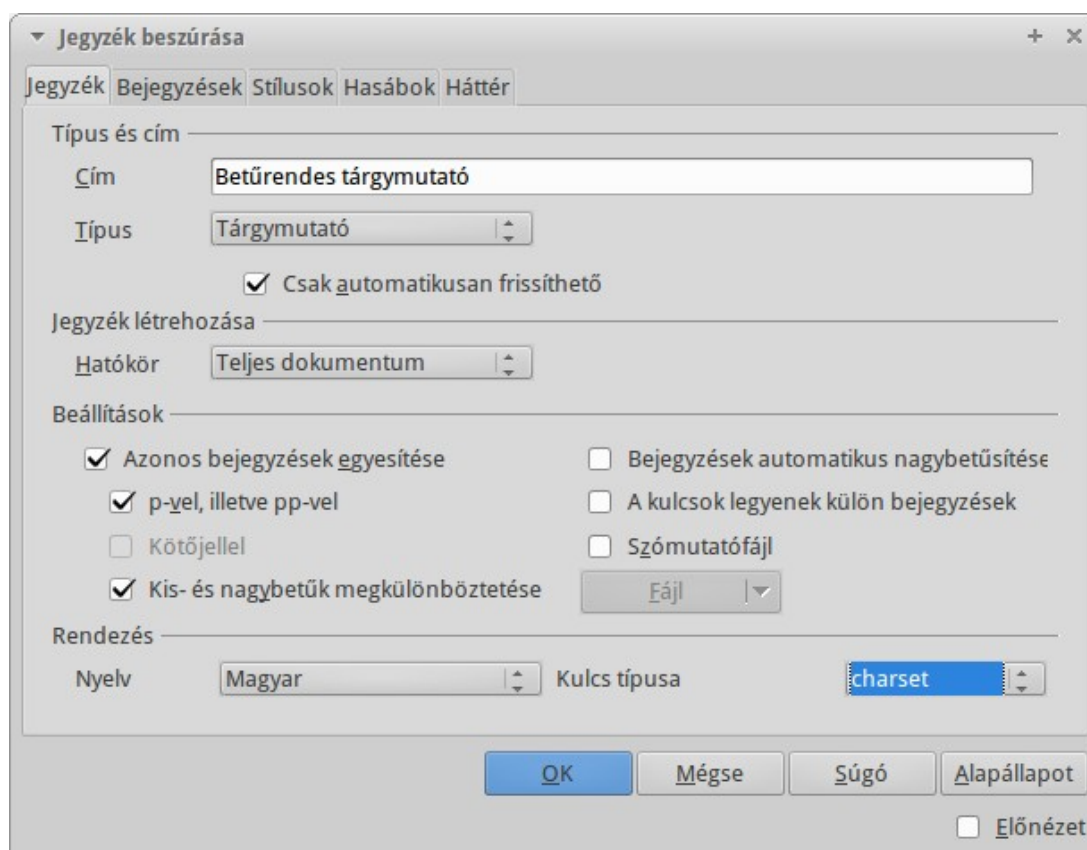 Jegyzék beszúrása
Jegyzék Bejegyzések Stílusok Hasábok Háttér
Típus és cím
Cím Betűrendes tárgymutató
Típus Tárgymutató
Csak automatikusan frissíthető
Jegyzék létrehozása
Hatókör Teljes dokumentum
Beállítások
Azonos bejegyzések egyesítése Bejegyzések automatikus nagybetűsítése
p-vel, illetve pp-vel A kulcsok legyenek külön bejegyzések
Kötőjellel Szómutatófájl
Kis- és nagybetűk megkülönböztetése Fájl
Rendezés
Nyelv Magyar Kulcs típusa charset
OK Mégse Súgó Alapállapot
Előnézet